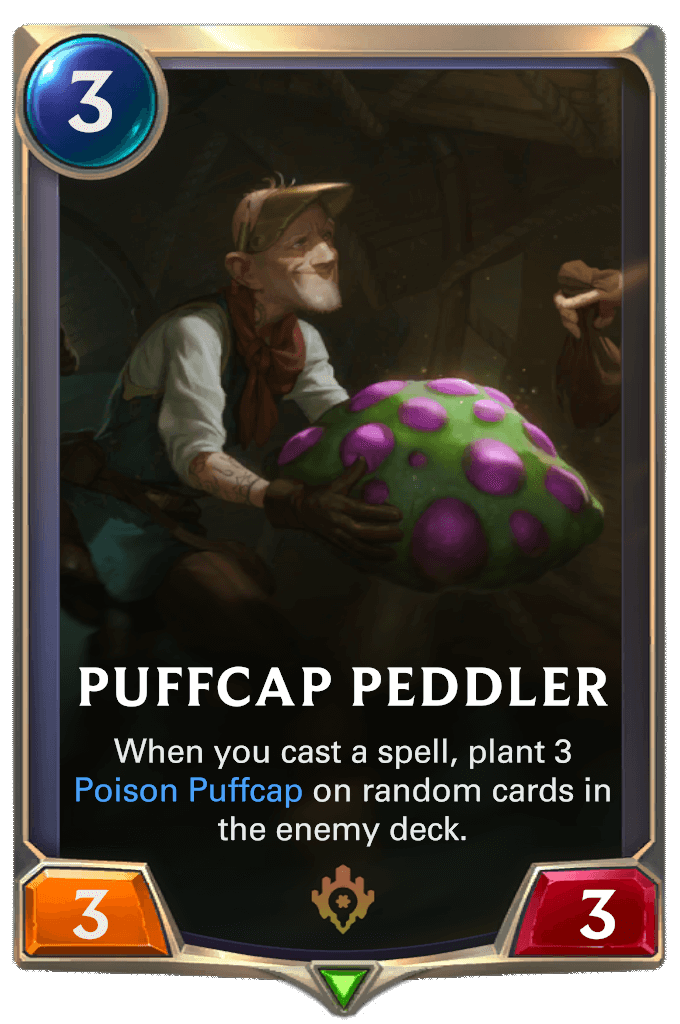 3
PUFFCAP PEDDLER
When you cast a spell, plant 3
Poison Puffcap on random cards in
the enemy deck.
3
3